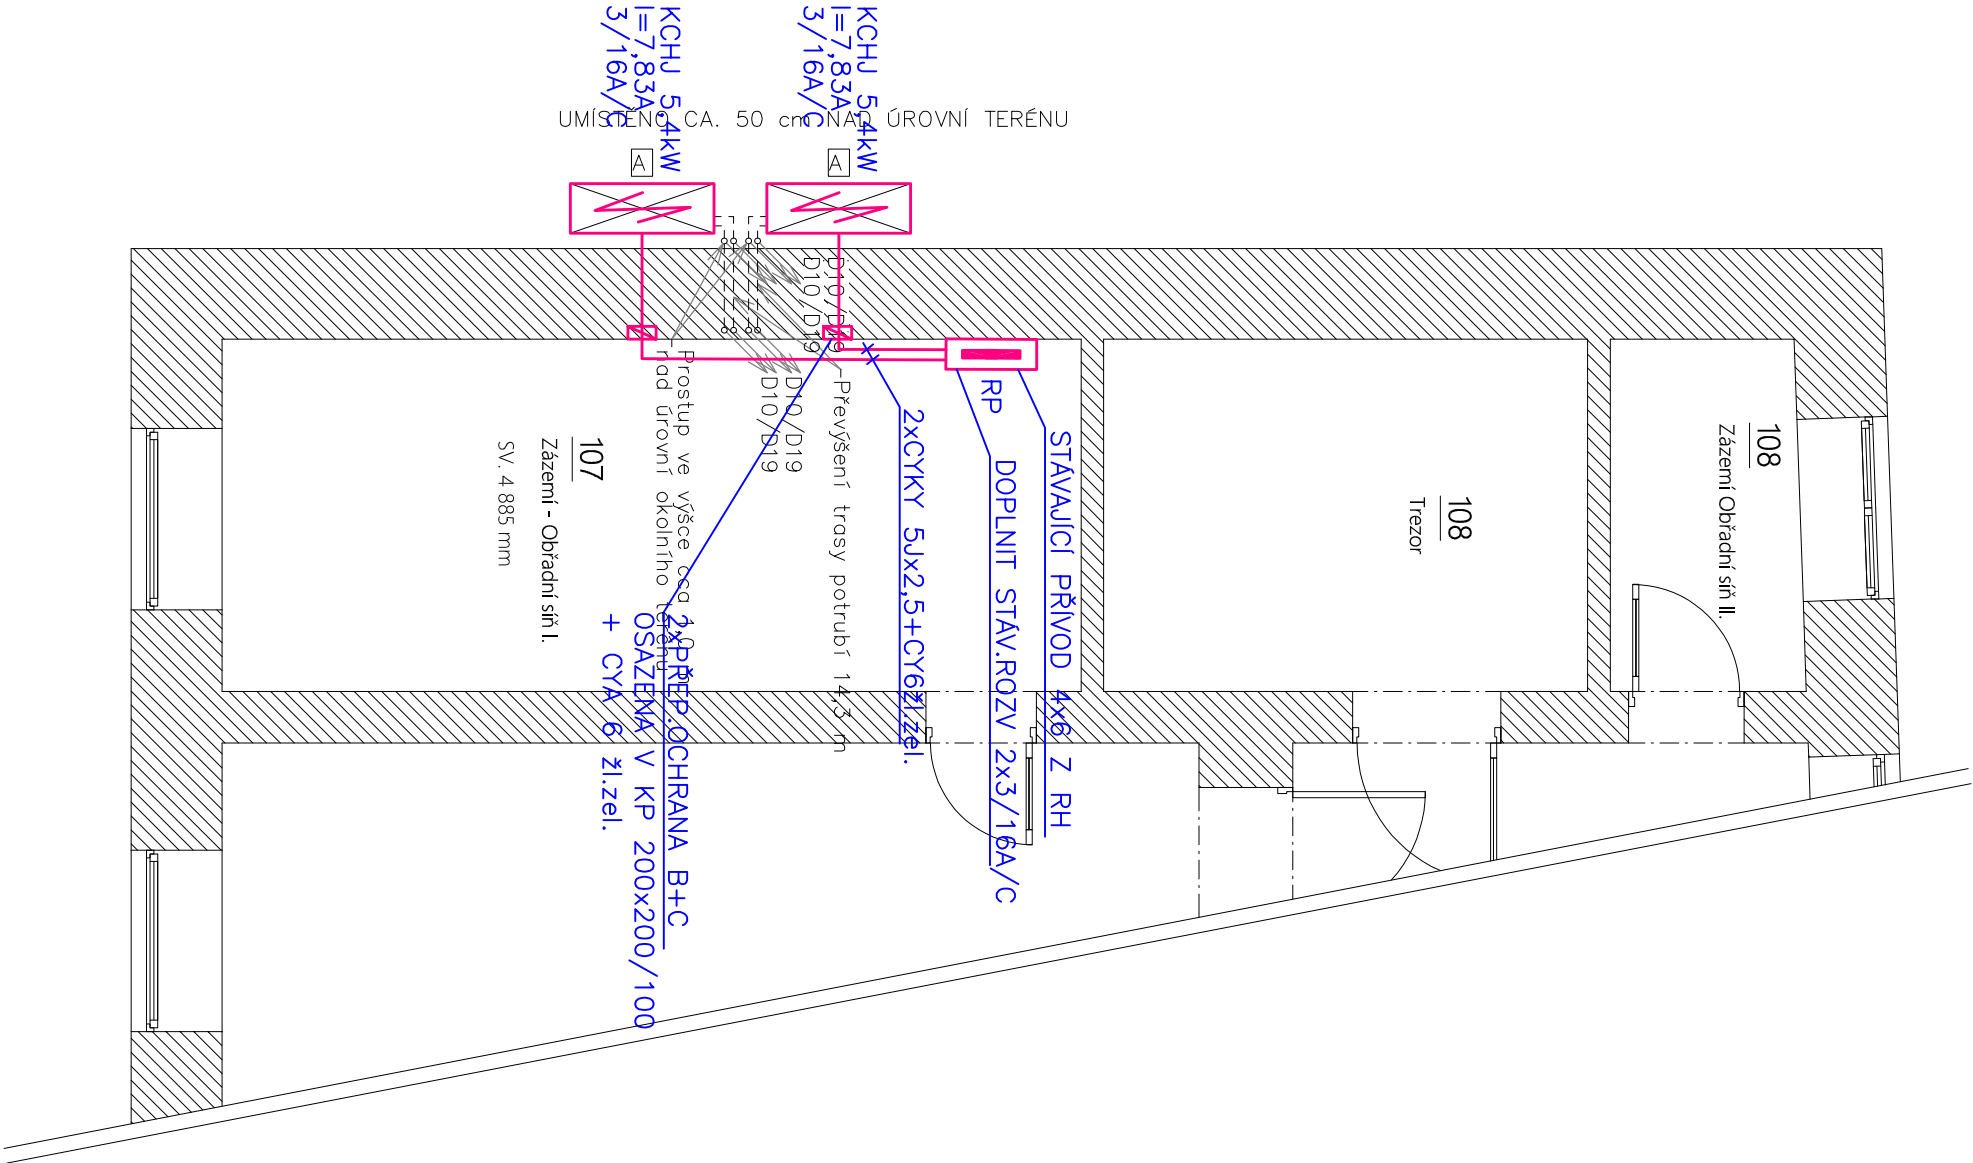 KCHJ 5,4kW
I=7,83A
3/16A/C
KCHJ 5,4kW
I=7,83A
3/16A/C
UMÍSTĚNO CA. 50 cm NAD ÚROVNÍ TERÉNU
A
A
D10/D19
D10/D19
D10/D19
D10/D19
Prostup ve výšce cca 1,0 m
nad úrovní okolního terénu
Převýšení trasy potrubí 14,3 m
RP
STÁVAJÍCÍ PŘÍVOD 4x6 Z RH
DOPLNIT STÁV.ROZV 2x3/16A/C
2xCYKY 5Jx2,5+CY6žl.zel.
2xPŘEP.OCHRANA B+C
OSAZENA V KP 200x200/100
+ CYA 6 žl.zel.
107
Zázemí - Obřadní síň I.
SV. 4 885 mm
108
Trezor
108
Zázemí Obřadní síň II.